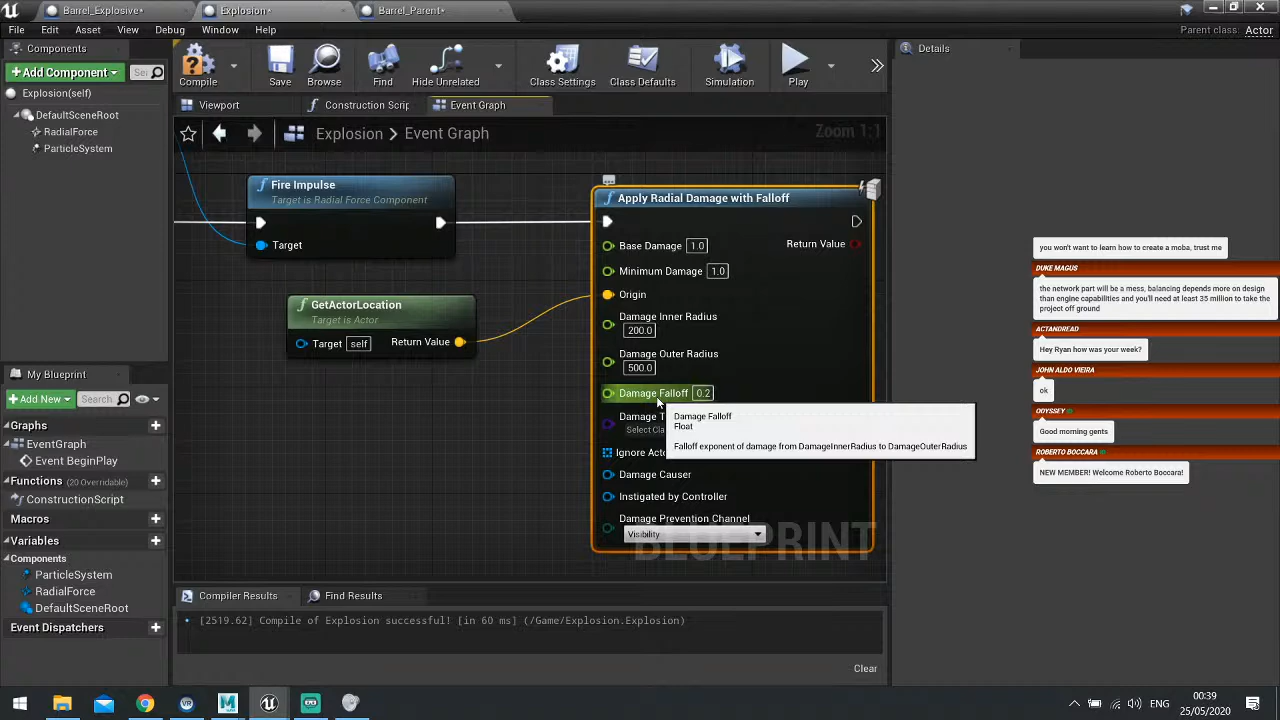 Barrel_Explosive*
Explosion*
Barrel_Parent*
File
Edit
Asset
View
Debug
Window
Help
Parent class: Actor
Components
+Add Component
Sei
Explosion(self)
DefaultSceneRoot
RadialForce
ParticleSystem
Compile
Save
Browse
Find
Hide Unrelated
Class Settings
Class Defaults
Simulation
Play
Details
Viewport
Construction Scrip
Event Graph
Explosion > Event Graph
Zoom 1:1
Fire Impulse
Target is Radial Force Component
Target
GetActorLocation
Target is Actor
Target self
Return Value
Apply Radial Damage with Falloff
Base Damage 1.0
Return Value
Minimum Damage 1.0
Origin
Damage Inner Radius
200.0
Damage Outer Radius
500.0
Damage Falloff 0.2
Damage T
Select Cla
Ignore Acto
Damage Causer
Instigated by Controller
Damage Prevention Channel
Visibility
BLUEPRINT
Damage Falloff
Float
Falloff exponent of damage from DamageInnerRadius to DamageOuterRadius
My Blueprint
+Add New
Search
raphs
EventGraph
Event BeginPlay
Functions (20 Overridable)
ConstructionScript
Macros
Variables
Components
ParticleSystem
RadialForce
DefaultSceneRoot
Event Dispatchers
Compiler Results
Find Results
[2519.62] Compile of Explosion successful! [in 60 ms] (/Game/Explosion.Explosion)
Clear
you won't want to learn how to create a moba, trust me
DUKE MAGUS
the network part will be a mess, balancing depends more on design
than engine capabilities and you'll need at least 35 million to take the
project off ground
ACTANDREAD
Hey Ryan how was your week?
JOHN ALDO VIEIRA
ok
ODYSSEY
Good morning gents
ROBERTO BOCCARA
NEW MEMBER! Welcome Roberto Boccara!
ENG
00:39
25/05/2020